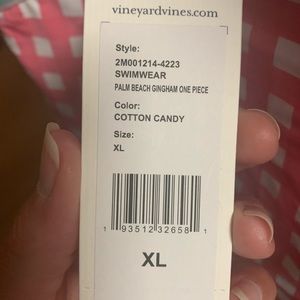 vineyardvines.com
Style:
2M001214-4223
SWIMWEAR
PALM BEACH GINGHAM ONE PIECE
Color:
COTTON CANDY
Size:
XL
1 93512 32658 1
XL